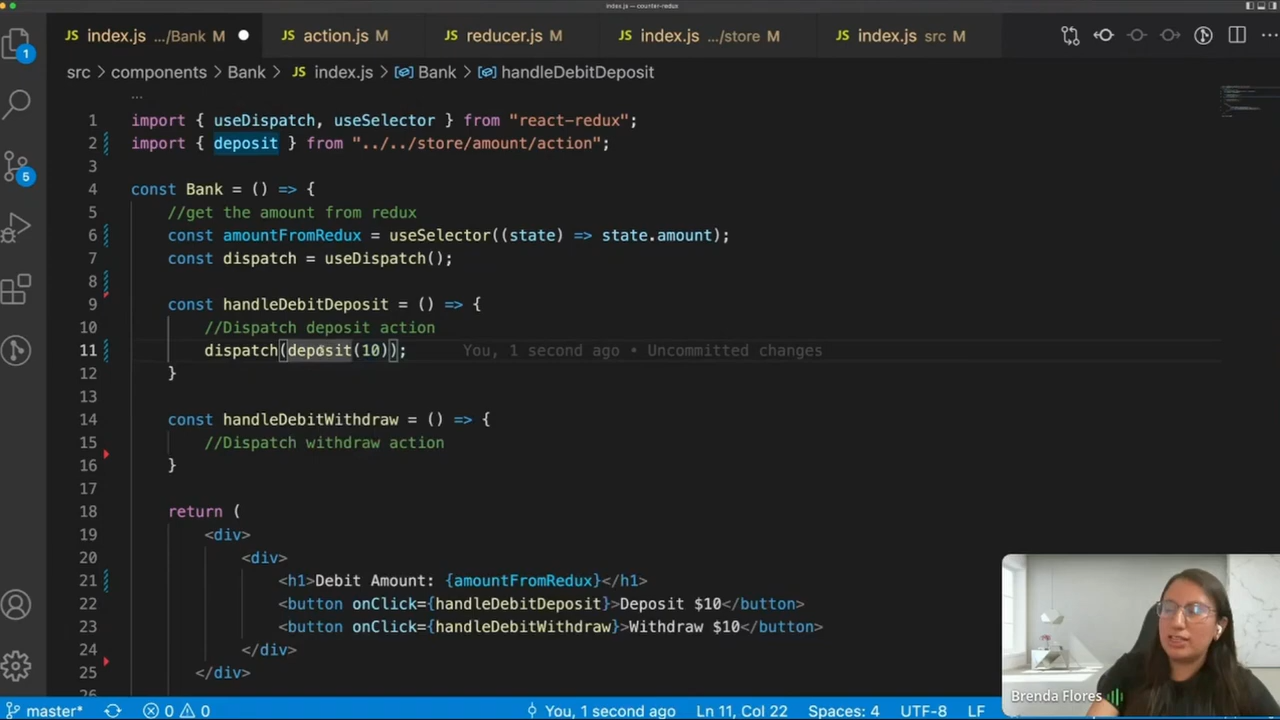 index.js — counter-redux
1
index.js .../Bank M
JS action.js M
JS reducer.js M
JS index.js .../store M
JS index.js src M
src > components > Bank > JS index.js > Bank > handleDebitDeposit
...
1 import { useDispatch, useSelector } from "react-redux";
2 import { deposit } from "../../store/amount/action";
3
4 const Bank = () => {
5 //get the amount from redux
6 const amountFromRedux = useSelector((state) => state.amount);
7 const dispatch = useDispatch();
8
9 const handleDebitDeposit = () => {
10 //Dispatch deposit action
11 dispatch(deposit(10)); You, 1 second ago • Uncommitted changes
12 }
13
14 const handleDebitWithdraw = () => {
15 //Dispatch withdraw action
16 }
17
18 return (
19 <div>
20 <div>
21 <h1>Debit Amount: {amountFromRedux}</h1>
22 <button onClick={handleDebitDeposit}>Deposit $10</button>
23 <button onClick={handleDebitWithdraw}>Withdraw $10</button>
24 </div>
25 </div>
26
5
Brenda Flores
master* 0 0 You, 1 second ago Ln 11, Col 22 Spaces: 4 UTF-8 LF